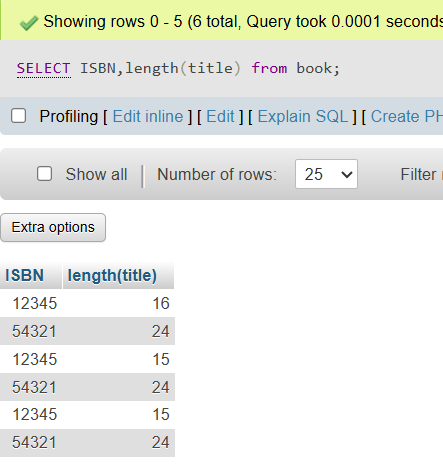 Showing rows 0 - 5 (6 total, Query took 0.0001 seconds
SELECT ISBN,length(title) from book;
Profiling [ Edit inline ] [ Edit ] [ Explain SQL ] [ Create PH
Show all Number of rows: 25 Filter
Extra options
ISBN length(title)
12345 16
54321 24
12345 15
54321 24
12345 15
54321 24